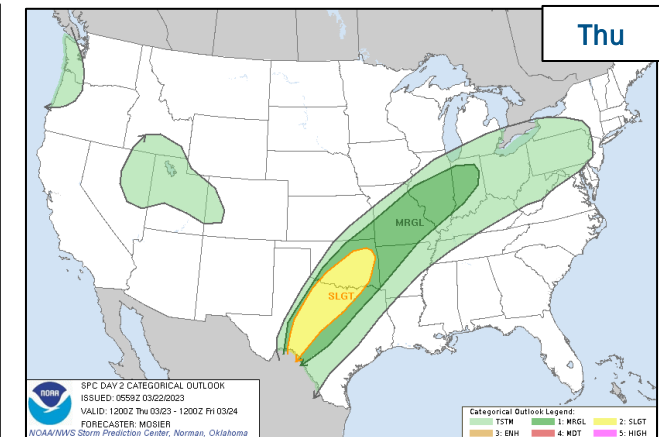 Thu
MRGL
SLGT
NOAA
SPC DAY 2 CATEGORICAL OUTLOOK
ISSUED: 0559Z 03/22/2023
VALID: 1200Z Thu 03/23 - 1200Z Fri 03/24
FORECASTER: MOSIER
NOAA/NWS Storm Prediction Center, Norman, Oklahoma
Categorical Outlook Legend:
TSTM 1: MRGL 2: SLGT
3: ENH 4: MDT 5: HIGH